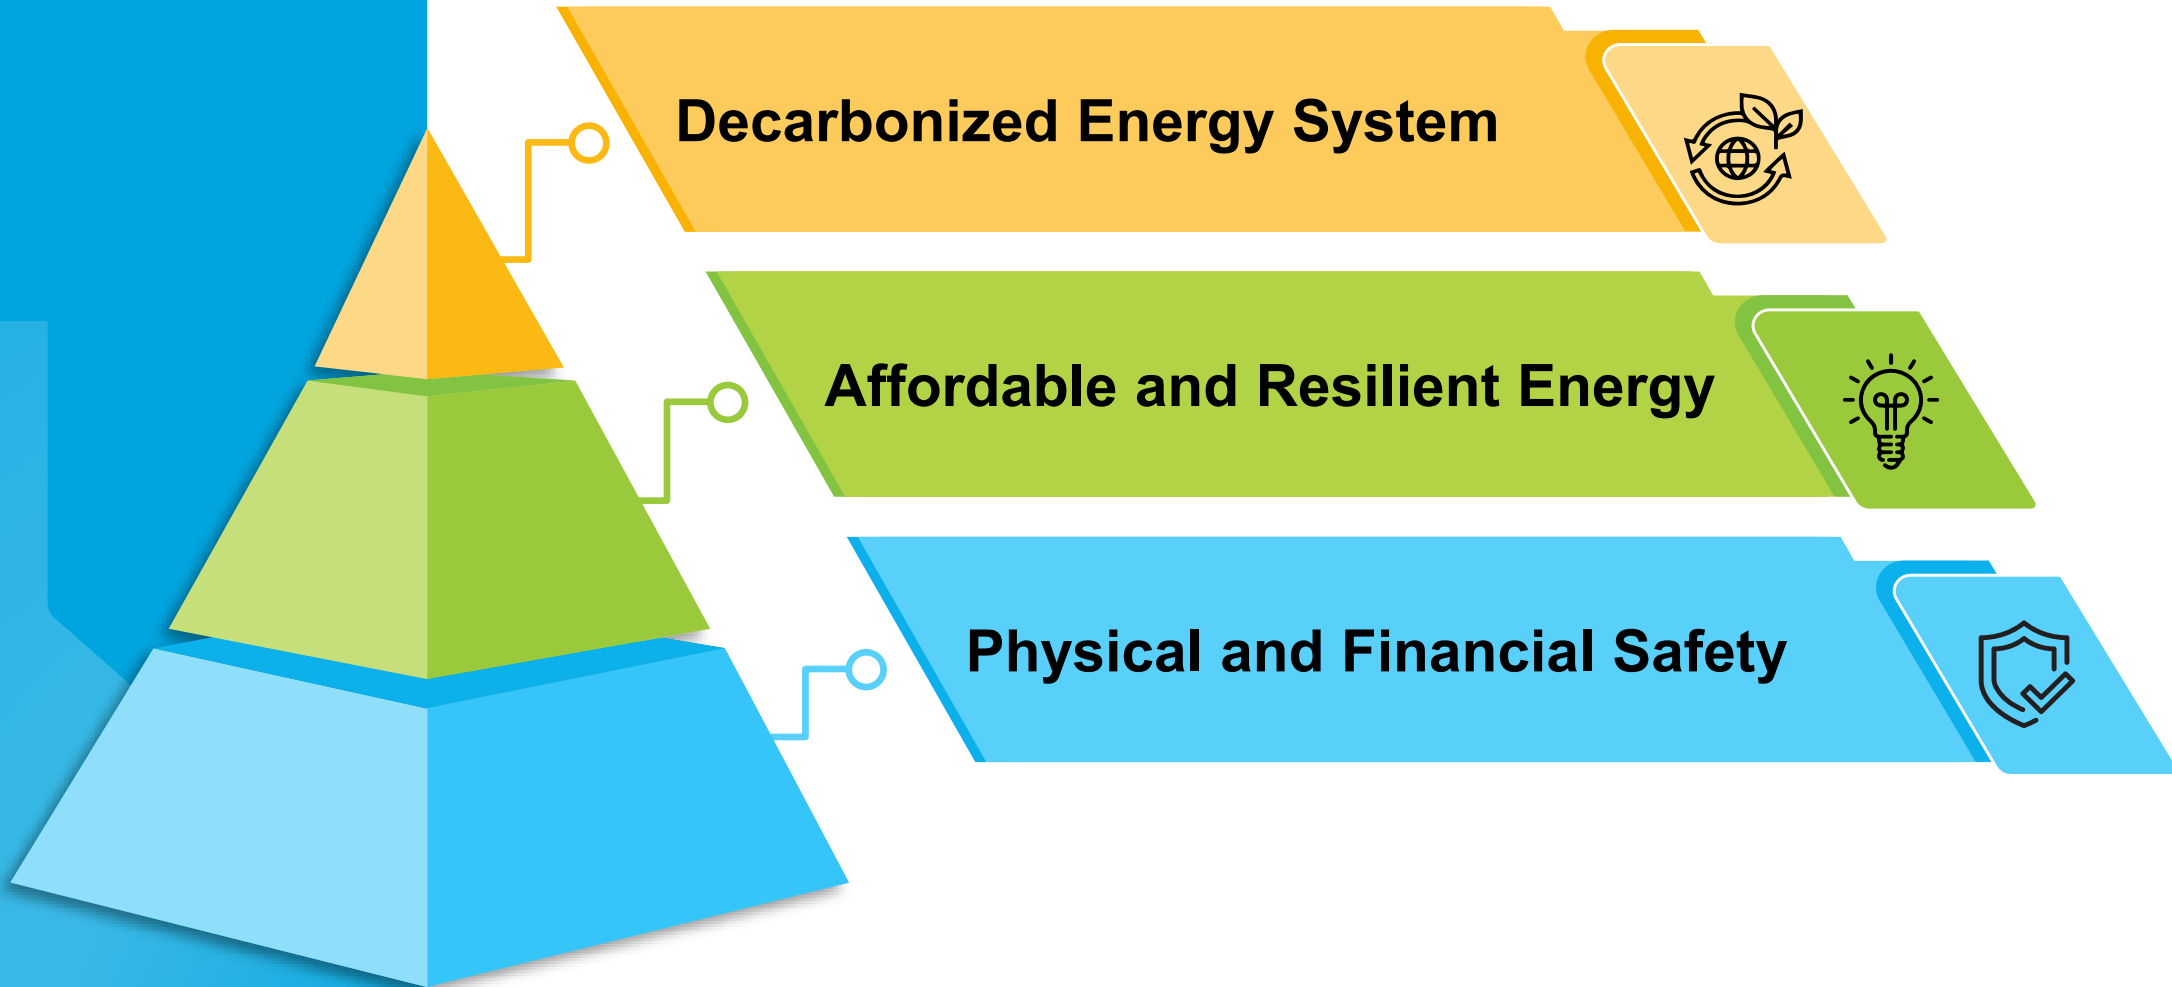 Decarbonized Energy System
Affordable and Resilient Energy
Physical and Financial Safety